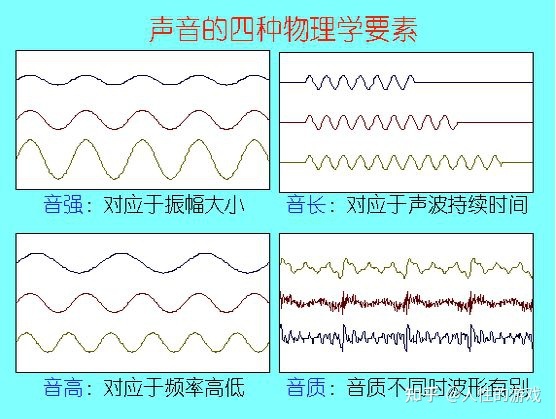 声音的四种物理学要素
音强：对应于振幅大小
音长：对应于声波持续时间
音高：对应于频率高低
音质：音质不同时波形有别
知乎 @人性的游戏